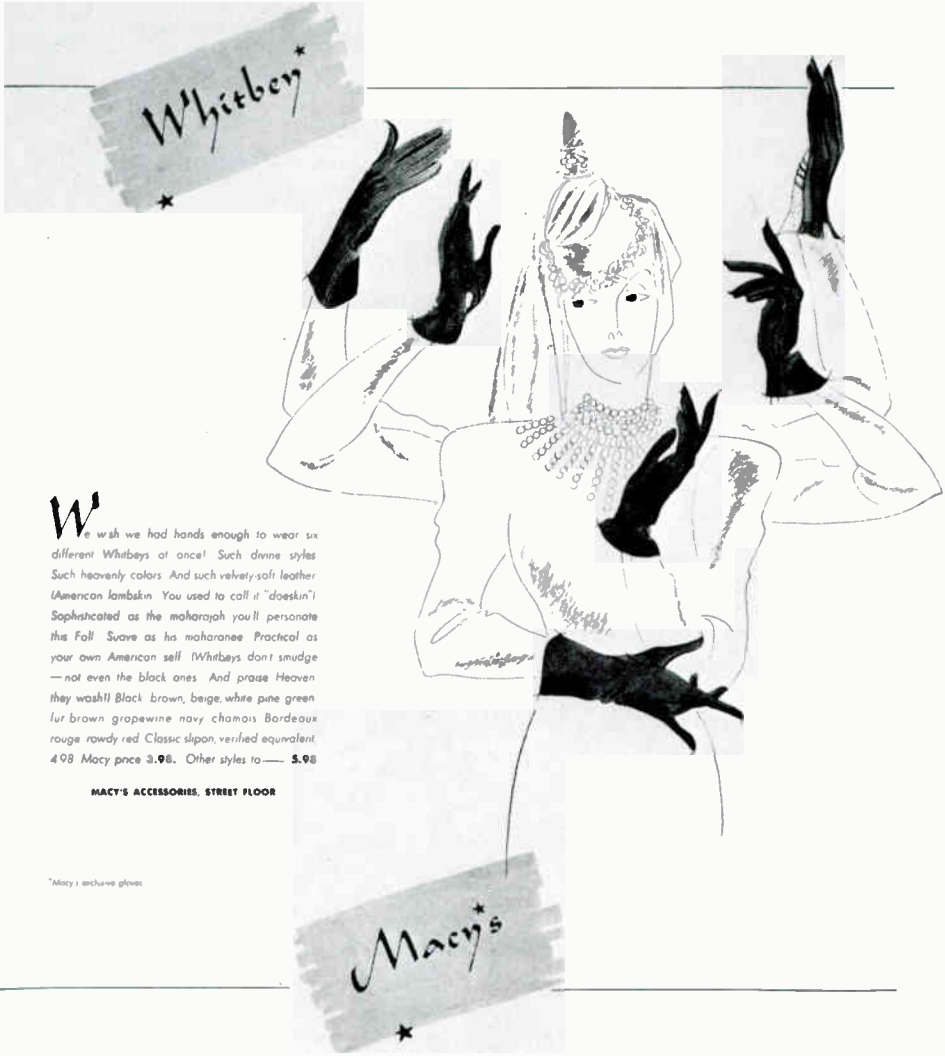 Whitbey*
We wish we had hands enough to wear six
different Whitbeys at once! Such divine styles
Such heavenly colors And such velvety-soft leather
(American lambskin You used to call it "doeskin")
Sophisticated as the maharajah you'll personate
this Fall Suave as his maharanee Practical as
your own American self (Whitbeys don't smudge
— not even the black ones And praise Heaven
they wash!) Black brown, beige, white pine green
fur brown grapewine navy chamois Bordeaux
rouge rowdy red Classic slipon, verified equivalent,
4 98 Macy price 3.98. Other styles to — 5.98
MACY'S ACCESSORIES, STREET FLOOR
*Macy's exclusive gloves
Macy's